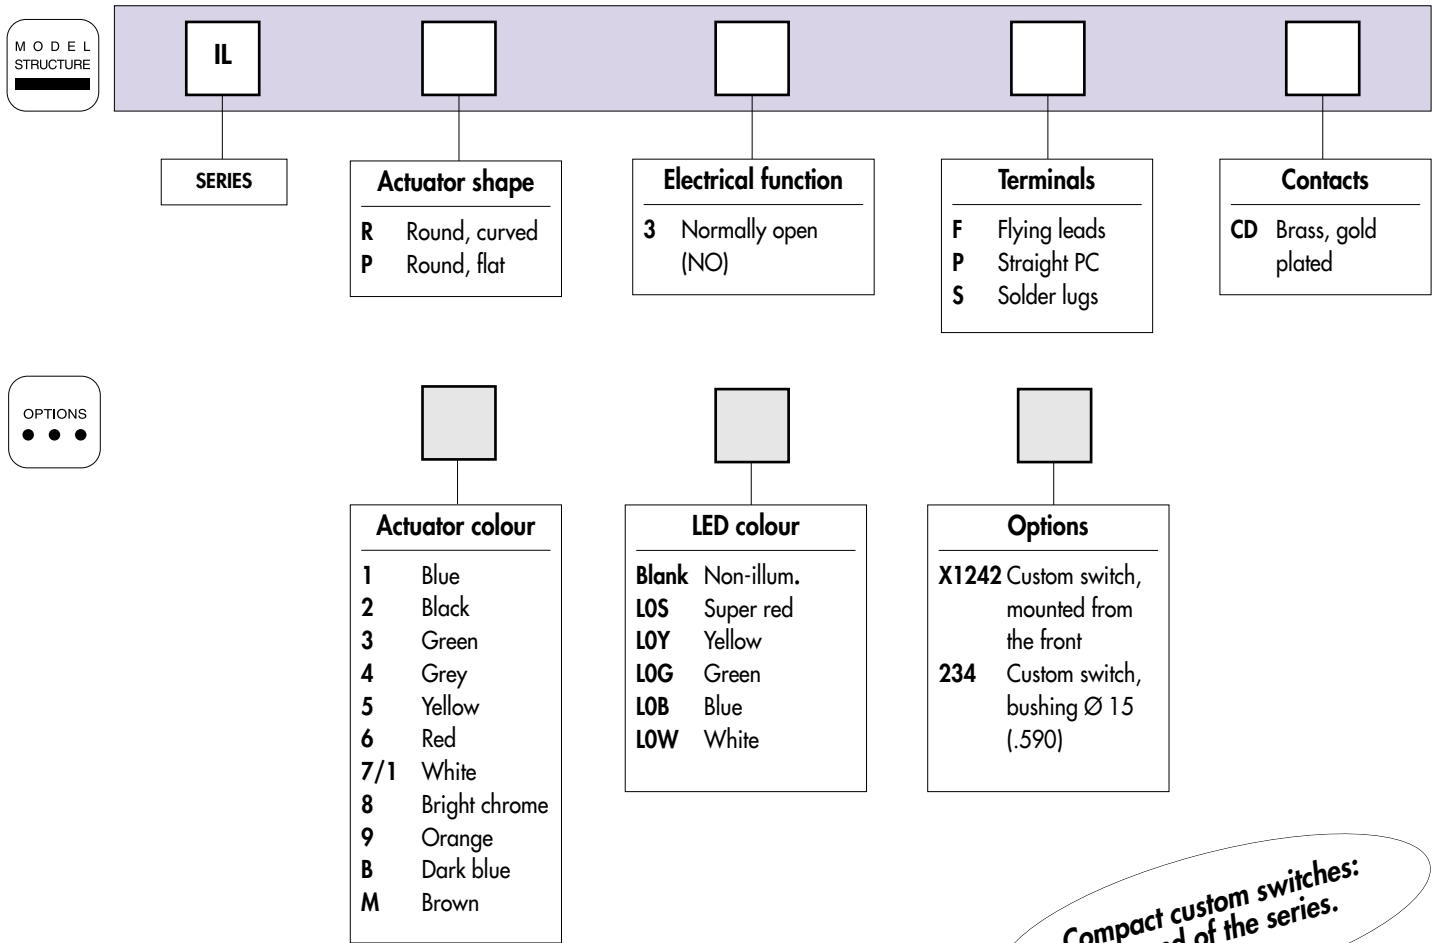 MODEL
STRUCTURE
IL
SERIES
Actuator shape
R Round, curved
P Round, flat
Electrical function
3 Normally open
(NO)
Terminals
F Flying leads
P Straight PC
S Solder lugs
Contacts
CD Brass, gold
plated
OPTIONS
Actuator colour
1 Blue
2 Black
3 Green
4 Grey
5 Yellow
6 Red
7/1 White
8 Bright chrome
9 Orange
B Dark blue
M Brown
LED colour
Blank Non-illum.
L0S Super red
L0Y Yellow
L0G Green
L0B Blue
L0W White
Options
X1242 Custom switch,
mounted from
the front
234 Custom switch,
bushing Ø 15
(.590)
Compact custom switches:
of the series.